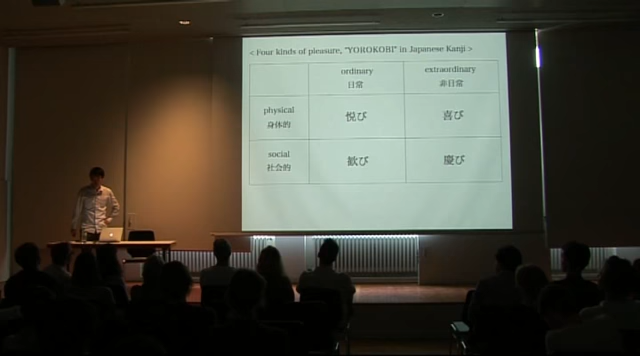 < Four kinds of pleasure, "YOROKOBI" in Japanese Kanji >
ordinary extraordinary
日常 非日常
physical
身体的 悦び 喜び
social
社会的 歓び 慶び